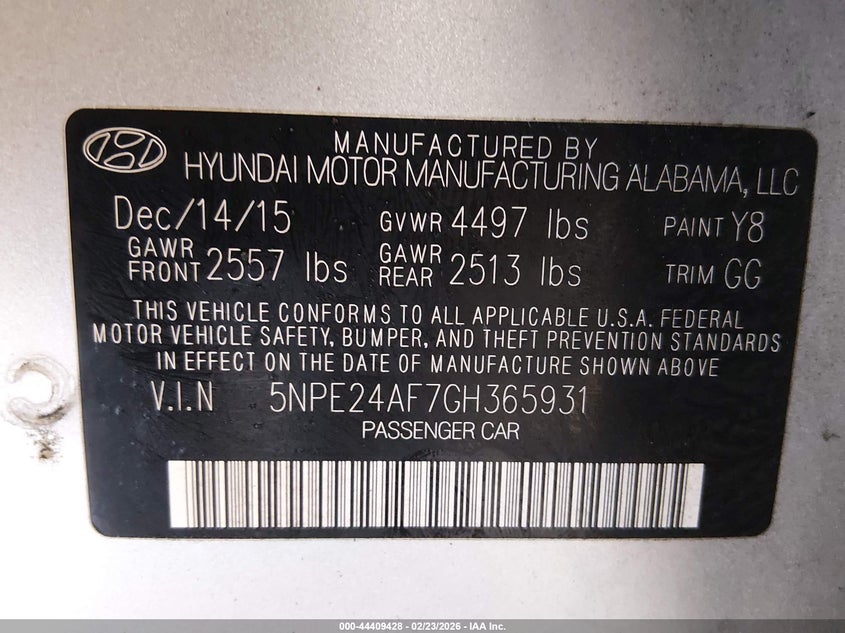 MANUFACTURED BY
HYUNDAI MOTOR MANUFACTURING ALABAMA, LLC
Dec/14/15 GVWR 4497 lbs PAINT Y8
GAWR FRONT 2557 lbs GAWR REAR 2513 lbs TRIM GG
THIS VEHICLE CONFORMS TO ALL APPLICABLE U.S.A. FEDERAL
MOTOR VEHICLE SAFETY, BUMPER, AND THEFT PREVENTION STANDARDS
IN EFFECT ON THE DATE OF MANUFACTURE SHOWN ABOVE
V.I.N 5NPE24AF7GH365931
PASSENGER CAR
000-44409428 - 02/23/2026 - IAA Inc.